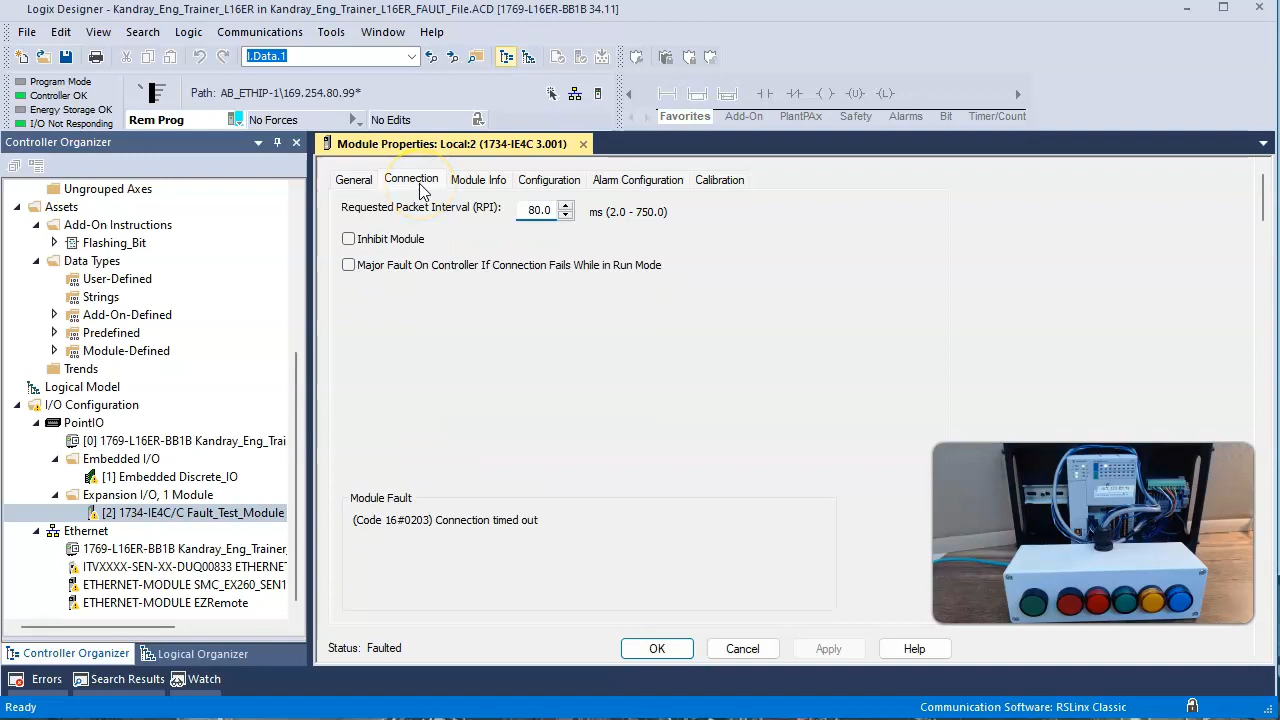 Logix Designer - Kandray_Eng_Trainer_L16ER in Kandray_Eng_Trainer_L16ER_FAULT_File.ACD [1769-L16ER-BB1B 34.11]
File Edit View Search Logic Communications Tools Window Help
I.Data.1
Program Mode
Controller OK
Energy Storage OK
I/O Not Responding
Path: AB_ETHIP-1\169.254.80.99*
Rem Prog No Forces No Edits
Favorites Add-On PlantPAx Safety Alarms Bit Timer/Count
Controller Organizer
Ungrouped Axes
Assets
Add-On Instructions
Flashing_Bit
Data Types
User-Defined
Strings
Add-On-Defined
Predefined
Module-Defined
Trends
Logical Model
I/O Configuration
PointIO
[0] 1769-L16ER-BB1B Kandray_Eng_Trai
Embedded I/O
[1] Embedded Discrete_IO
Expansion I/O, 1 Module
[2] 1734-IE4C/C Fault_Test_Module
Ethernet
1769-L16ER-BB1B Kandray_Eng_Trainer_
ITVXXXX-SEN-XX-DUQ00833 ETHERNET
ETHERNET-MODULE SMC_EX260_SEN1
ETHERNET-MODULE EZRemote
Controller Organizer Logical Organizer
Module Properties: Local:2 (1734-IE4C 3.001)
General Connection Module Info Configuration Alarm Configuration Calibration
Requested Packet Interval (RPI): 80.0 ms (2.0 - 750.0)
Inhibit Module
Major Fault On Controller If Connection Fails While in Run Mode
Module Fault
(Code 16#0203) Connection timed out
Status: Faulted
OK Cancel Apply Help
Errors Search Results Watch
Ready
Communication Software: RSLinx Classic